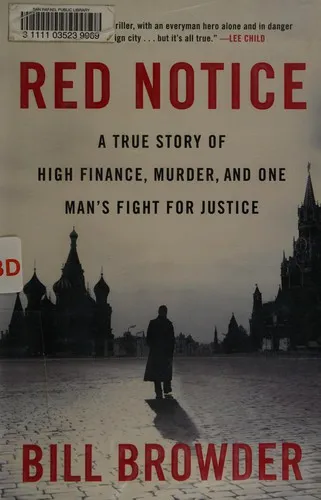 SAN RAFAEL PUBLIC LIBRARY
3 1111 03523 9009
riller, with an everyman hero alone and in danger
ign city . . . but it's all true." —LEE CHILD
RED NOTICE
A TRUE STORY OF
HIGH FINANCE, MURDER, AND ONE
MAN'S FIGHT FOR JUSTICE
BD
BILL BROWDER